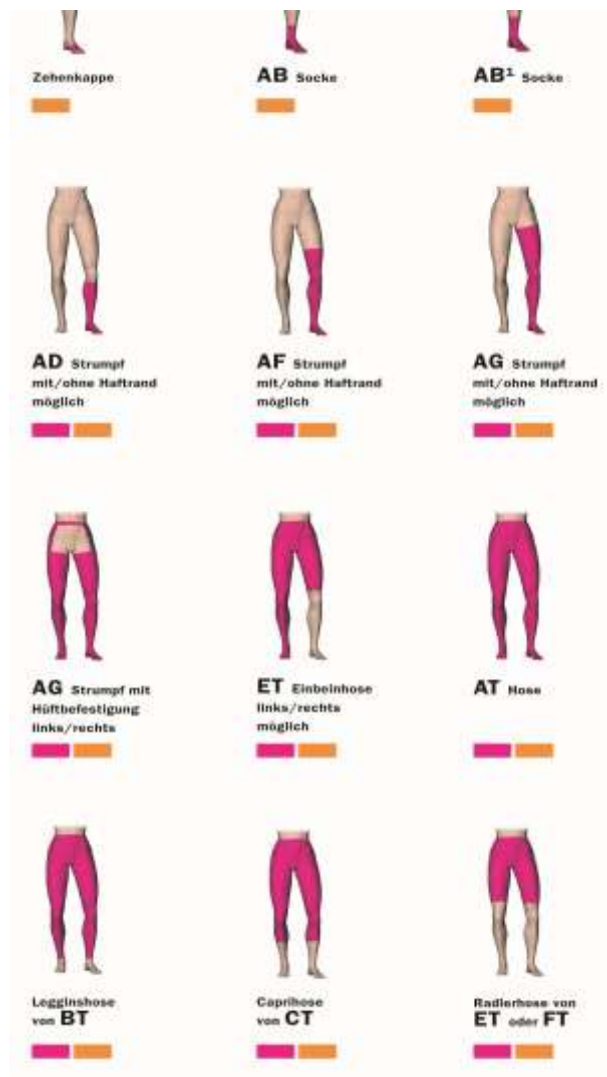 Zehenkappe
AB Socke
AB¹ Socke
AD Strumpf
mit/ohne Haftrand
möglich
AF Strumpf
mit/ohne Haftrand
möglich
AG Strumpf
mit/ohne Haftrand
möglich
AG Strumpf mit
Hüftbefestigung
links/rechts
ET Einbeinhose
links/rechts
möglich
AT Hose
Legginshose
von BT
Caprihose
von CT
Radlerhose von
ET oder FT